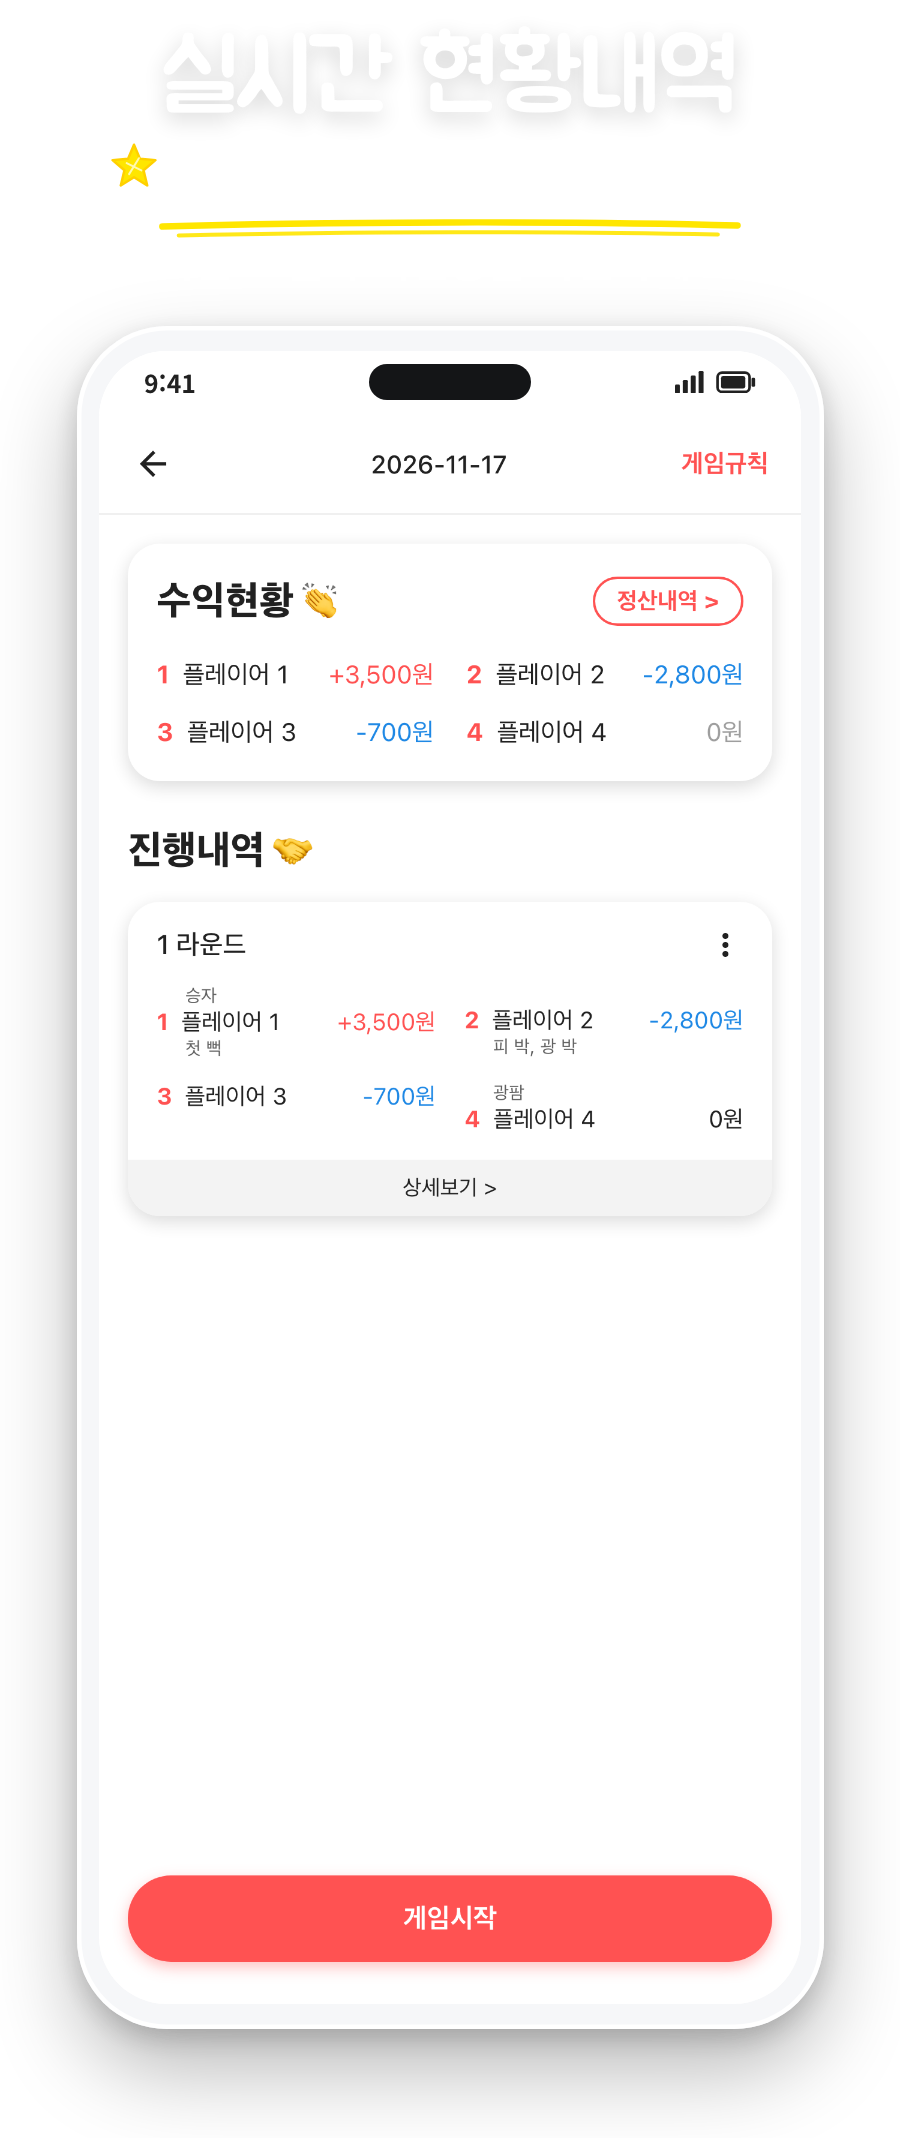 실시간 현황내역
9:41
2026-11-17
게임규칙
수익현황 👏
정산내역 >
1 플레이어 1 +3,500원
2 플레이어 2 -2,800원
3 플레이어 3 -700원
4 플레이어 4 0원
진행내역 🤝
1 라운드
승자
1 플레이어 1 +3,500원
첫 뻑
2 플레이어 2 -2,800원
피 박, 광 박
3 플레이어 3 -700원
광팜
4 플레이어 4 0원
상세보기 >
게임시작